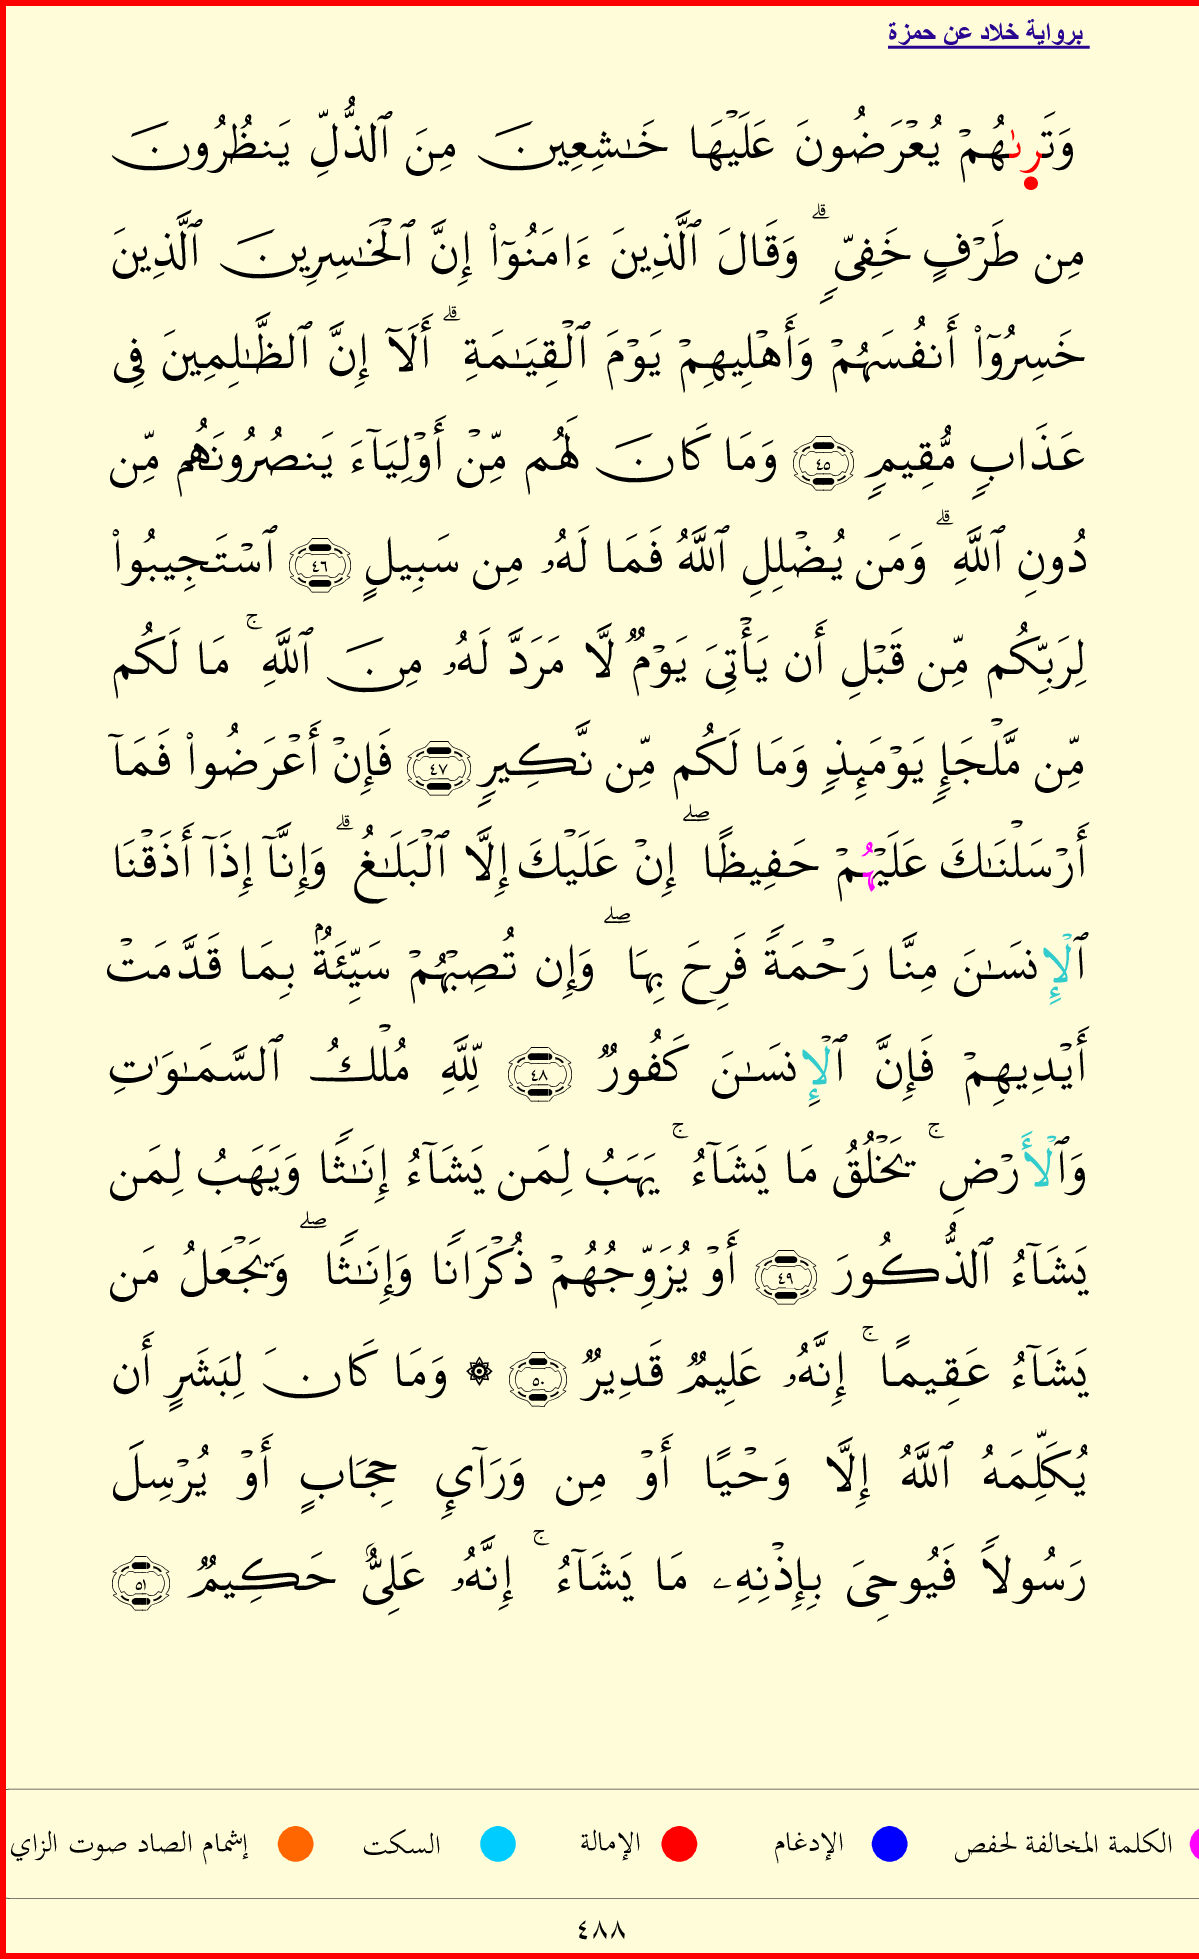 برواية خلاد عن حمزة
وَتَرىٰهُمْ يُعْرَضُونَ عَلَيْهَا خَـٰشِعِينَ مِنَ ٱلذُّلِّ يَنظُرُونَ
مِن طَرْفٍ خَفِىٍّ ۗ وَقَالَ ٱلَّذِينَ ءَامَنُوٓا۟ إِنَّ ٱلْخَـٰسِرِينَ ٱلَّذِينَ
خَسِرُوٓا۟ أَنفُسَهُمْ وَأَهْلِيهِمْ يَوْمَ ٱلْقِيَـٰمَةِ ۗ أَلَآ إِنَّ ٱلظَّـٰلِمِينَ فِى
عَذَابٍ مُّقِيمٍ ٤٥ وَمَا كَانَ لَهُم مِّنْ أَوْلِيَآءَ يَنصُرُونَهُم مِّن
دُونِ ٱللَّهِ ۗ وَمَن يُضْلِلِ ٱللَّهُ فَمَا لَهُۥ مِن سَبِيلٍ ٤٦ ٱسْتَجِيبُوا۟
لِرَبِّكُم مِّن قَبْلِ أَن يَأْتِىَ يَوْمٌ لَّا مَرَدَّ لَهُۥ مِنَ ٱللَّهِ ۚ مَا لَكُم
مِّن مَّلْجَإٍ يَوْمَئِذٍ وَمَا لَكُم مِّن نَّكِيرٍ ٤٧ فَإِنْ أَعْرَضُوا۟ فَمَآ
أَرْسَلْنَـٰكَ عَلَيْهُمْ حَفِيظًا ۖ إِنْ عَلَيْكَ إِلَّا ٱلْبَلَـٰغُ ۗ وَإِنَّآ إِذَآ أَذَقْنَا
ٱلْإِنسَـٰنَ مِنَّا رَحْمَةً فَرِحَ بِهَا ۖ وَإِن تُصِبْهُمْ سَيِّئَةٌۢ بِمَا قَدَّمَتْ
أَيْدِيهِمْ فَإِنَّ ٱلْإِنسَـٰنَ كَفُورٌ ٤٨ لِّلَّهِ مُلْكُ ٱلسَّمَـٰوَٰتِ
وَٱلْأَرْضِ ۚ يَخْلُقُ مَا يَشَآءُ ۚ يَهَبُ لِمَن يَشَآءُ إِنَـٰثًا وَيَهَبُ لِمَن
يَشَآءُ ٱلذُّكُورَ ٤٩ أَوْ يُزَوِّجُهُمْ ذُكْرَانًا وَإِنَـٰثًا ۖ وَيَجْعَلُ مَن
يَشَآءُ عَقِيمًا ۚ إِنَّهُۥ عَلِيمٌ قَدِيرٌ ٥٠ ۞ وَمَا كَانَ لِبَشَرٍ أَن
يُكَلِّمَهُ ٱللَّهُ إِلَّا وَحْيًا أَوْ مِن وَرَآئِ حِجَابٍ أَوْ يُرْسِلَ
رَسُولًا فَيُوحِىَ بِإِذْنِهِۦ مَا يَشَآءُ ۚ إِنَّهُۥ عَلِىٌّ حَكِيمٌ ٥١
الكلمة المخالفة لحفص الإدغام الإمالة السكت إشمام الصاد صوت الزاي
٤٨٨